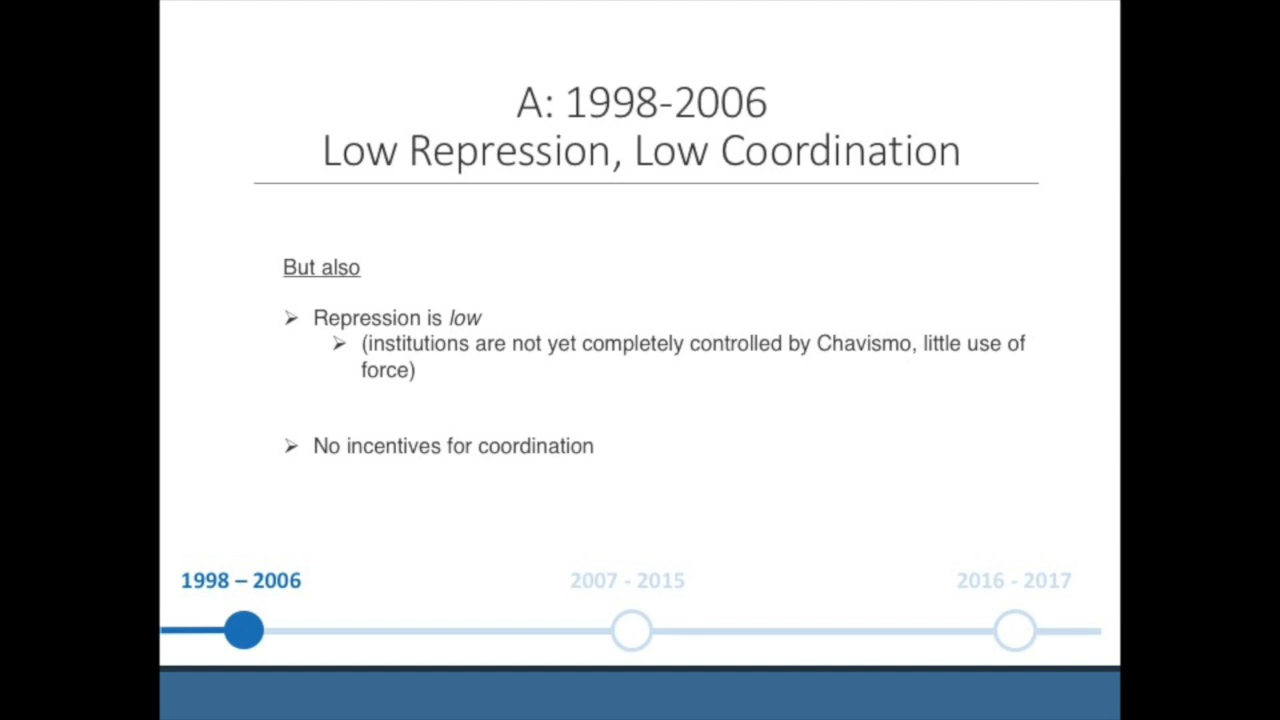 A: 1998-2006
Low Repression, Low Coordination
But also
➢ Repression is low
➢ (institutions are not yet completely controlled by Chavismo, little use of
force)
➢ No incentives for coordination
1998 – 2006
2007 - 2015
2016 - 2017